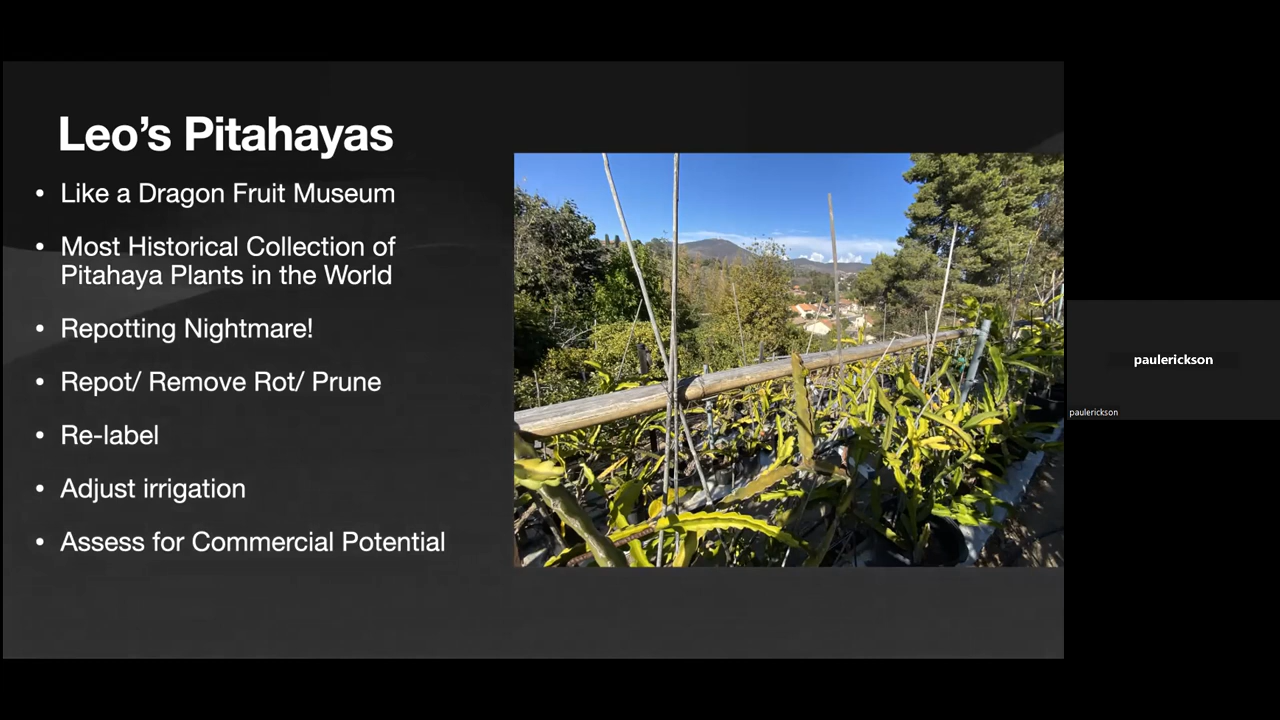 Leo's Pitahayas
• Like a Dragon Fruit Museum
• Most Historical Collection of
Pitahaya Plants in the World
• Repotting Nightmare!
• Repot/ Remove Rot/ Prune
• Re-label
• Adjust irrigation
• Assess for Commercial Potential
paulerickson
paulerickson